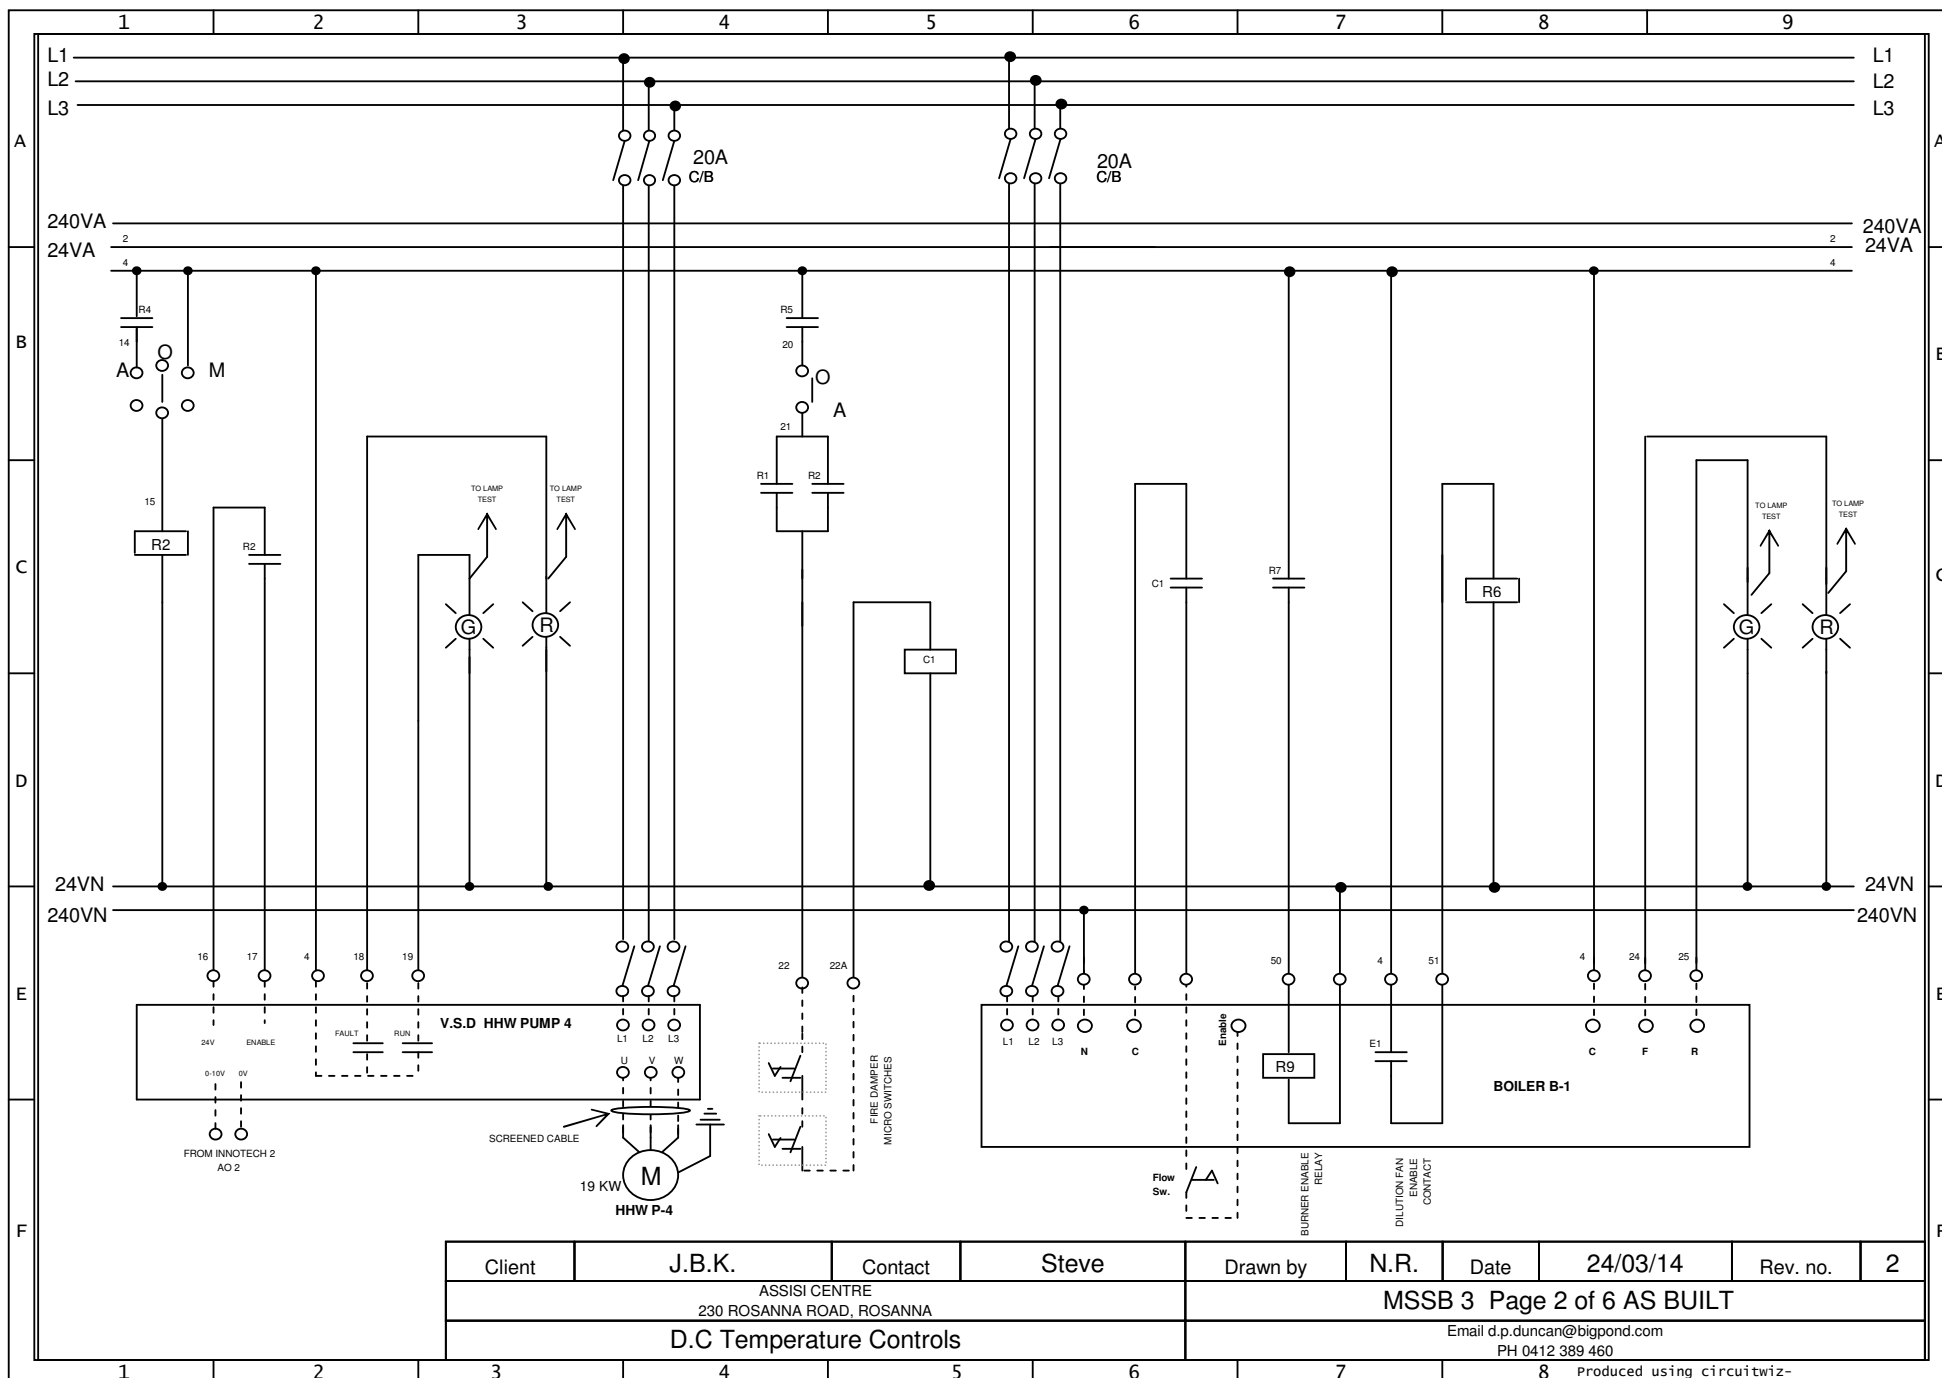 1 2 3 4 5 6 7 8 9
L1 L1
L2 L2
L3 L3
A A
20A
C/B
20A
C/B
240VA 240VA
2 2
24VA 24VA
4 4
R4
R5
B
14
20
A O M
O
A
21
R1 R2
TO LAMP
TEST
TO LAMP
TEST
TO LAMP
TEST
TO LAMP
TEST
15
R2
R2
C
C1
R7
R6
G R
G R
C1
D
24VN 24VN
240VN 240VN
16 17 4 18 19
22 22A
50 4 51
4 24 25
E
V.S.D HHW PUMP 4
FAULT RUN
24V ENABLE
L1 L2 L3
U V W
0-10V 0V
FIRE DAMPER
MICRO SWITCHES
L1 L2 L3 N C
Enable
R9
E1
C F R
BOILER B-1
SCREENED CABLE
FROM INNOTECH 2
AO 2
M
19 KW
HHW P-4
Flow
Sw.
BURNER ENABLE
RELAY
DILUTION FAN
ENABLE
CONTACT
F
Client J.B.K. Contact Steve Drawn by N.R. Date 24/03/14 Rev. no. 2
ASSISI CENTRE
230 ROSANNA ROAD, ROSANNA
MSSB 3 Page 2 of 6 AS BUILT
D.C Temperature Controls
Email d.p.duncan@bigpond.com
PH 0412 389 460
1 2 3 4 5 6 7 8
Produced using circuitwiz-